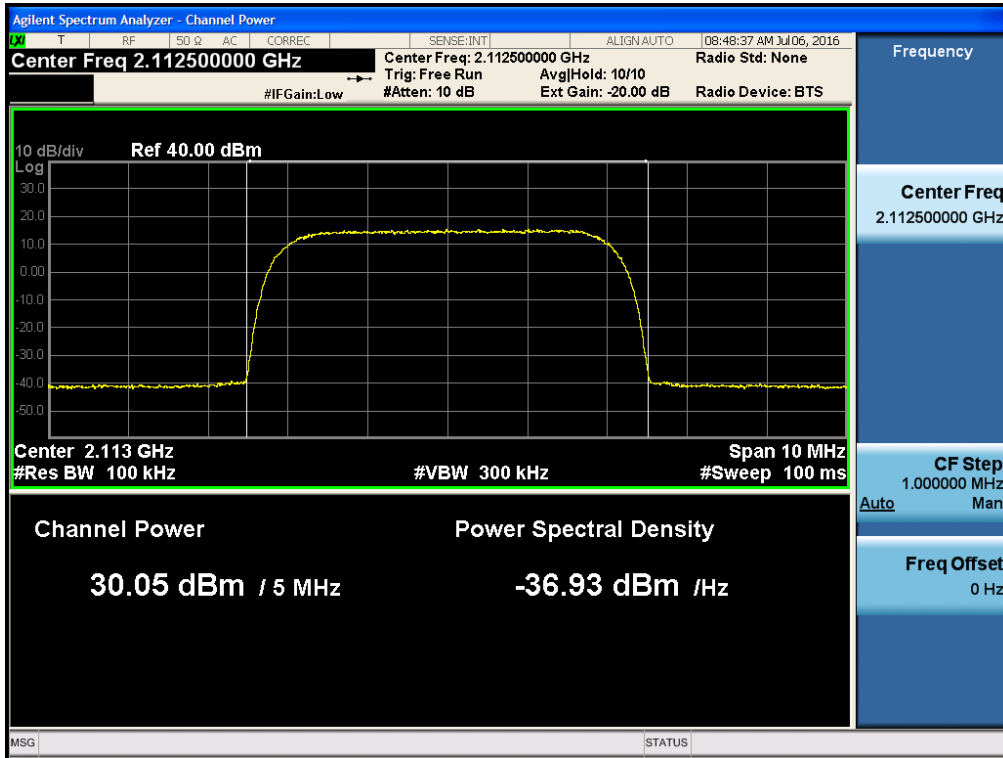 Agilent Spectrum Analyzer - Channel Power
LXI T RF 50 Ω AC CORREC SENSE:INT ALIGN AUTO 08:48:37 AM Jul 06, 2016
Center Freq 2.112500000 GHz
Center Freq: 2.112500000 GHz Radio Std: None
Trig: Free Run Avg|Hold: 10/10
#IFGain:Low #Atten: 10 dB Ext Gain: -20.00 dB Radio Device: BTS
10 dB/div Ref 40.00 dBm
Log
30.0
20.0
10.0
0.00
-10.0
-20.0
-30.0
-40.0
-50.0
Center 2.113 GHz Span 10 MHz
#Res BW 100 kHz #VBW 300 kHz #Sweep 100 ms
Channel Power Power Spectral Density
30.05 dBm / 5 MHz -36.93 dBm /Hz
MSG STATUS
Frequency
Center Freq
2.112500000 GHz
CF Step
1.000000 MHz
Auto Man
Freq Offset
0 Hz